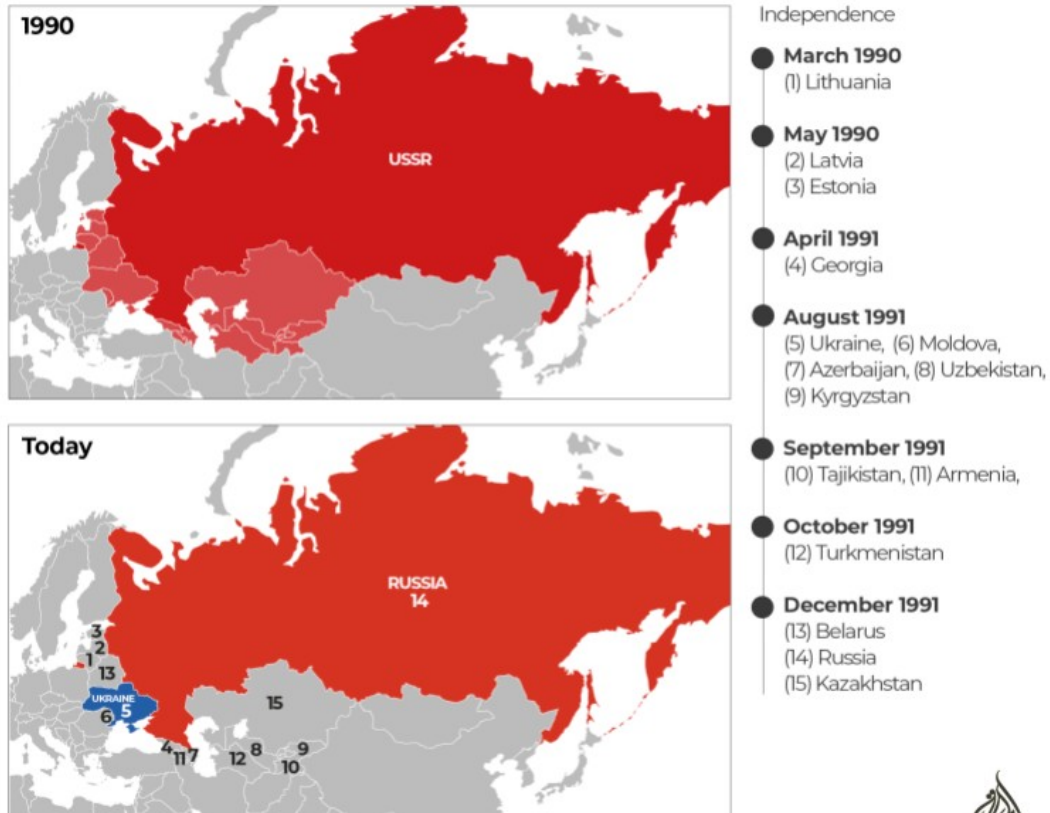 1990
USSR
Independence
March 1990
(1) Lithuania
May 1990
(2) Latvia
(3) Estonia
April 1991
(4) Georgia
August 1991
(5) Ukraine, (6) Moldova,
(7) Azerbaijan, (8) Uzbekistan,
(9) Kyrgyzstan
September 1991
(10) Tajikistan, (11) Armenia,
October 1991
(12) Turkmenistan
December 1991
(13) Belarus
(14) Russia
(15) Kazakhstan
Today
RUSSIA
14
3
2
1
13
UKRAINE
5
6
15
4
11
7
12
8
9
10